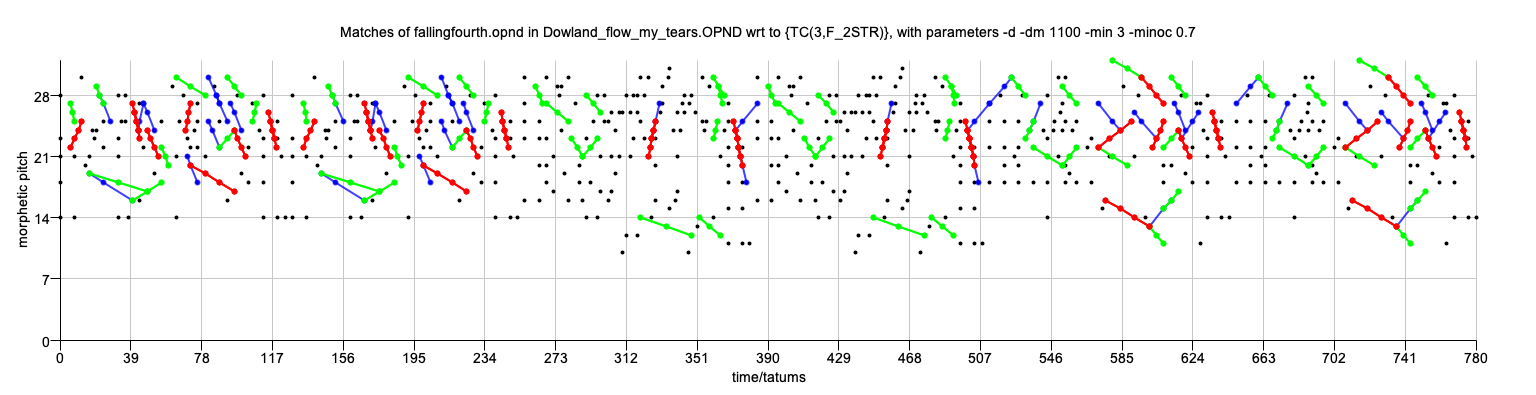 Matches of fallingfourth.opnd in Dowland_flow_my_tears.OPND wrt to {TC(3,F_2STR)}, with parameters -d -dm 1100 -min 3 -minoc 0.7
morphetic pitch
28
21
14
7
0
0 39 78 117 156 195 234 273 312 351 390 429 468 507 546 585 624 663 702 741 780
time/tatums